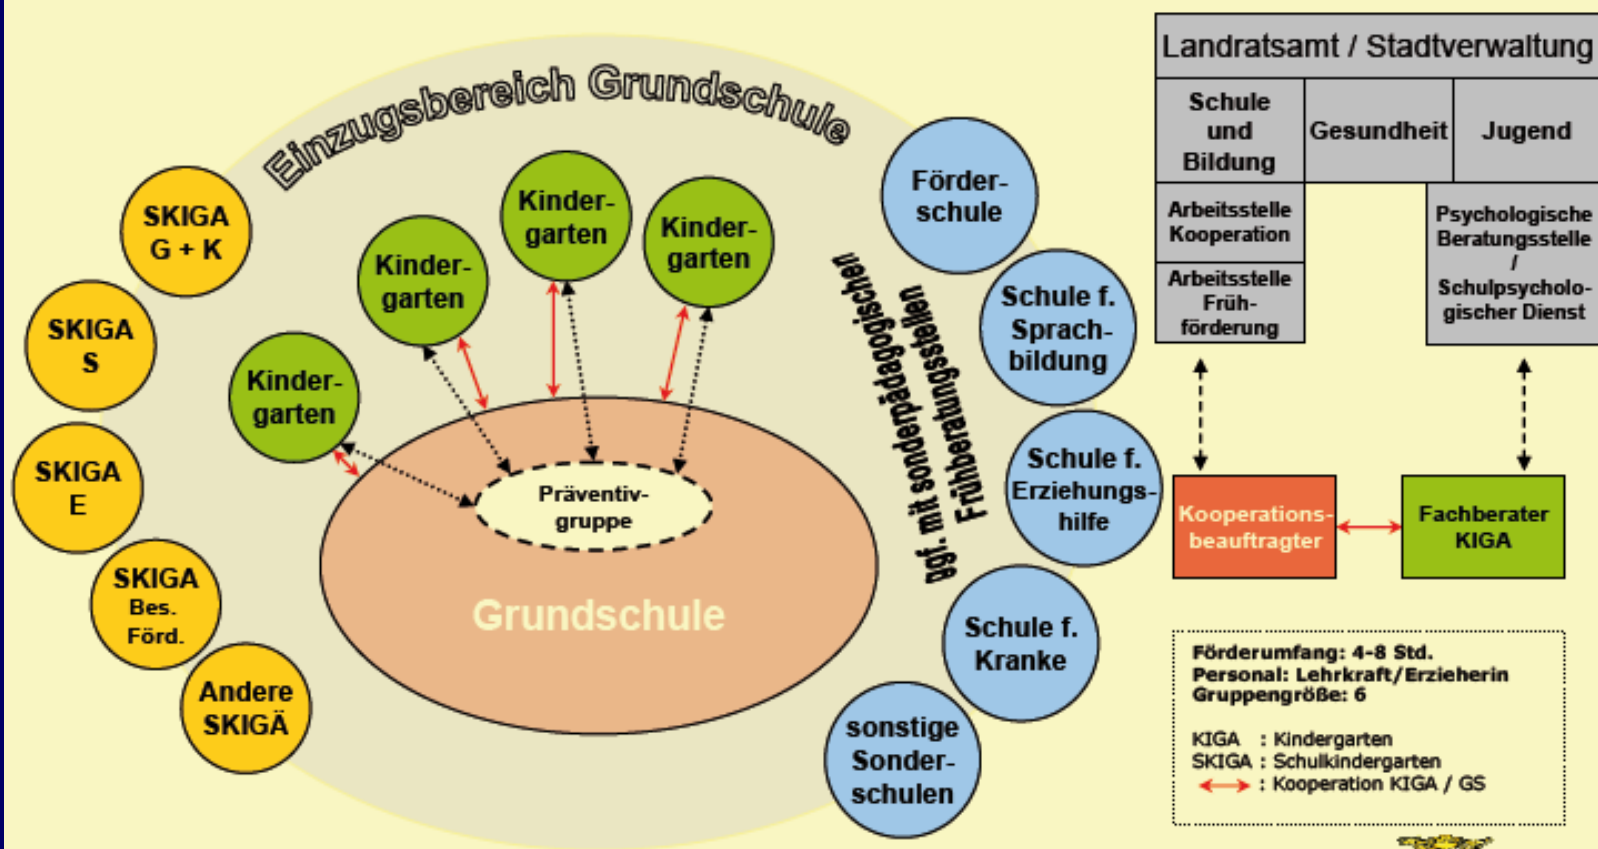 Einzugsbereich Grundschule
SKIGA
G + K
SKIGA
S
SKIGA
E
SKIGA
Bes.
Förd.
Andere
SKIGÄ
Kinder-
garten
Kinder-
garten
Kinder-
garten
Kinder-
garten
Präventiv-
gruppe
Grundschule
ggf. mit sonderpädagogischen
Frühberatungsstellen
Förder-
schule
Schule f.
Sprach-
bildung
Schule f.
Erziehungs-
hilfe
Schule f.
Kranke
sonstige
Sonder-
schulen
Landratsamt / Stadtverwaltung
Schule
und
Bildung
Gesundheit
Jugend
Arbeitsstelle
Kooperation
Arbeitsstelle
Früh-
förderung
Psychologische
Beratungsstelle
/
Schulpsycholo-
gischer Dienst
Kooperations-
beauftragter
Fachberater
KIGA
Förderumfang: 4-8 Std.
Personal: Lehrkraft/Erzieherin
Gruppengröße: 6
KIGA : Kindergarten
SKIGA : Schulkindergarten
: Kooperation KIGA / GS